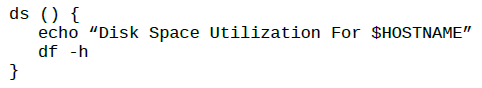 ds () {
   echo “Disk Space Utilization For $HOSTNAME”
   df -h
}